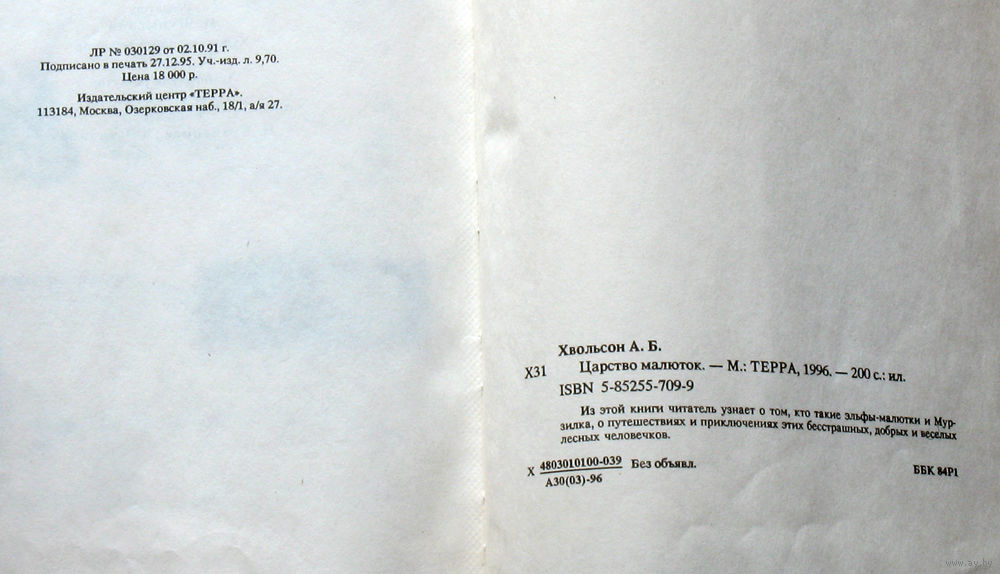 ЛР № 030129 от 02.10.91 г.
Подписано в печать 27.12.95. Уч.-изд. л. 9,70.
Цена 18 000 р.
Издательский центр «ТЕРРА».
113184, Москва, Озерковская наб., 18/1, а/я 27.
Хвольсон А. Б.
Х31 Царство малюток. — М.: ТЕРРА, 1996. — 200 с.: ил.
ISBN 5-85255-709-9
Из этой книги читатель узнает о том, кто такие эльфы-малютки и Мур-
зилка, о путешествиях и приключениях этих бесстрашных, добрых и веселых
лесных человечков.
Х 4803010100-039 Без объявл.
А30(03)-96
ББК 84Р1
www.ay.by